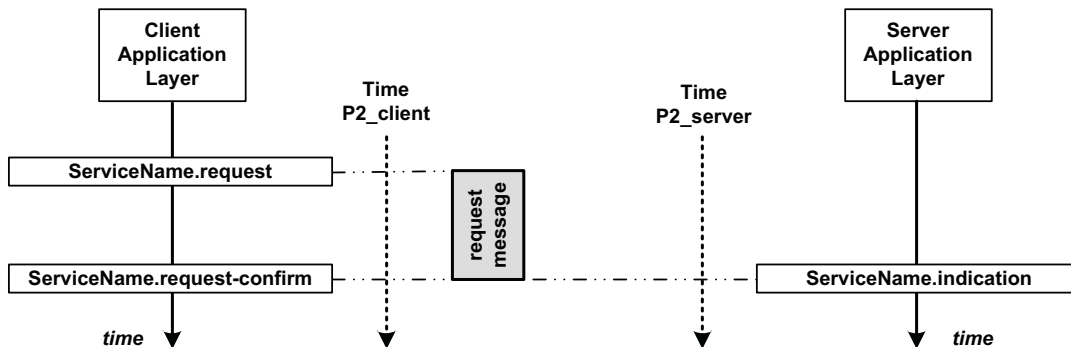 Client
Application
Layer
Server
Application
Layer
Time
P2_client
Time
P2_server
ServiceName.request
request
message
ServiceName.request-confirm
ServiceName.indication
time
time